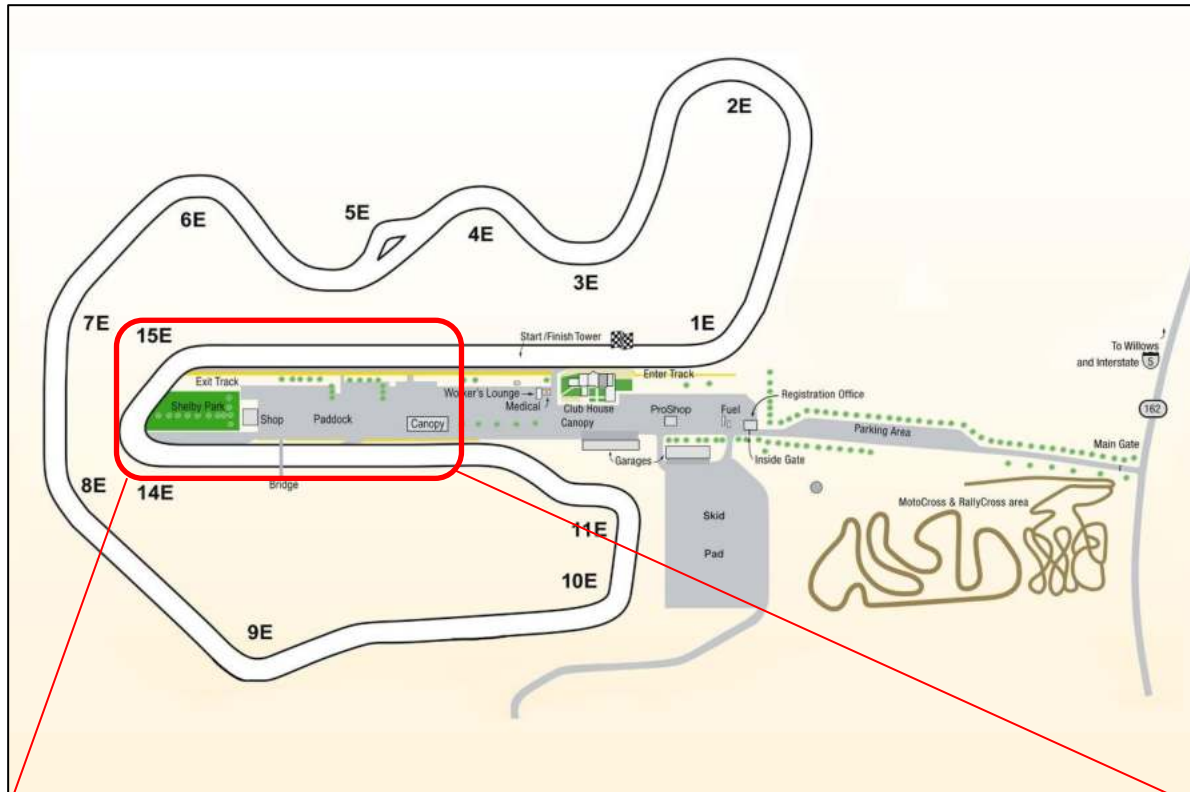 2E
6E
5E
4E
3E
7E
15E
1E
Start /Finish Tower
To Willows
and Interstate 5
Exit Track
Enter Track
Worker's Lounge
Medical
Registration Office
Shelby Park
Shop
Paddock
Canopy
Club House
Canopy
ProShop
Fuel
162
Parking Area
Main Gate
Garages
Inside Gate
Bridge
8E
14E
MotoCross & RallyCross area
11E
Skid
Pad
10E
9E